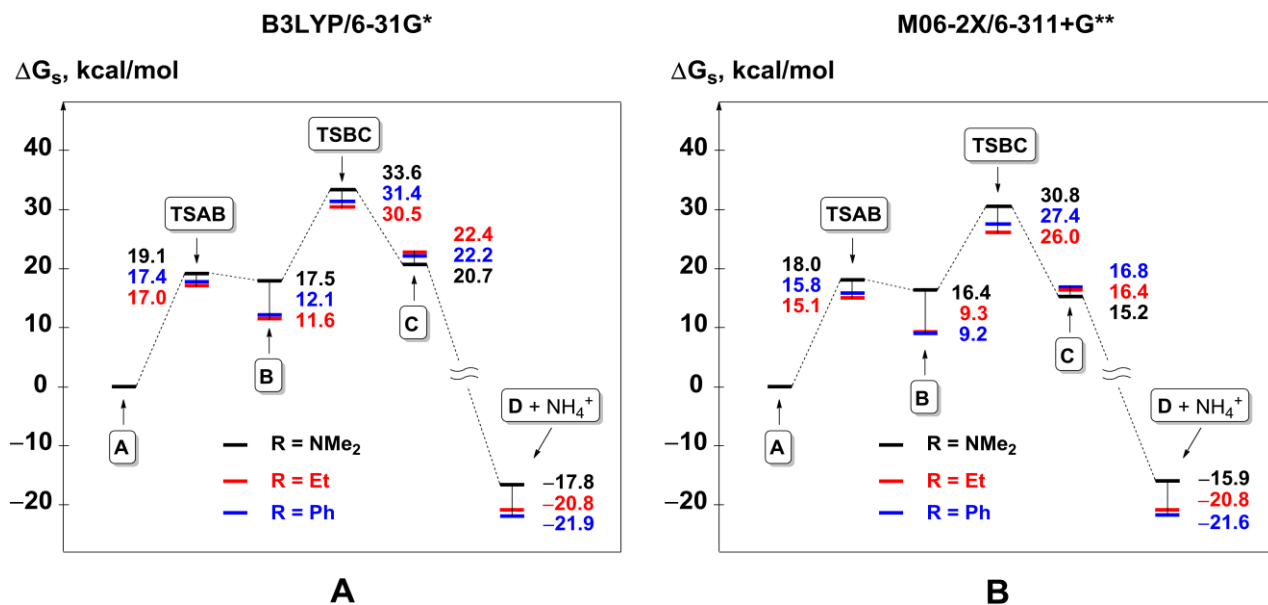 B3LYP/6-31G*
ΔGs, kcal/mol
40
30
20
10
0
–10
–20
TSAB
TSBC
19.1
17.4
17.0
17.5
12.1
11.6
33.6
31.4
30.5
22.4
22.2
20.7
A
B
C
D + NH4+
–17.8
–20.8
–21.9
R = NMe2
R = Et
R = Ph
A
M06-2X/6-311+G**
ΔGs, kcal/mol
40
30
20
10
0
–10
–20
TSAB
TSBC
18.0
15.8
15.1
16.4
9.3
9.2
30.8
27.4
26.0
16.8
16.4
15.2
A
B
C
D + NH4+
–15.9
–20.8
–21.6
R = NMe2
R = Et
R = Ph
B